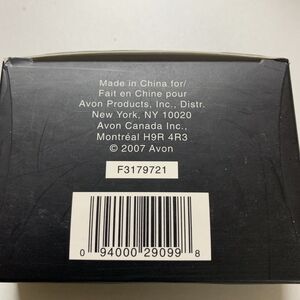 Made in China for/
Fait en Chine pour
Avon Products, Inc., Distr.
New York, NY 10020
Avon Canada Inc.,
Montréal H9R 4R3
© 2007 Avon
F3179721
0 94000 29099 8